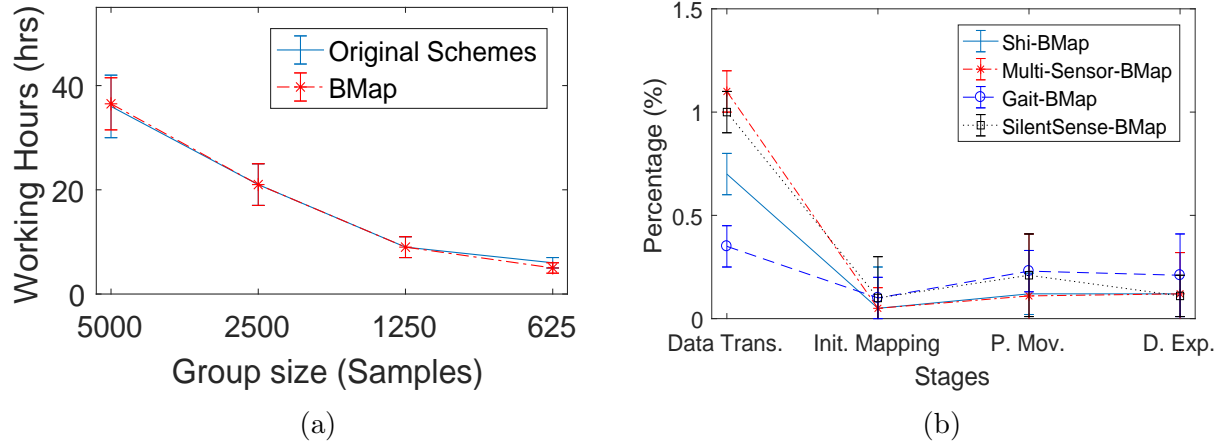 Working Hours (hrs)
40
20
0
5000
2500
1250
625
Group size (Samples)
Original Schemes
BMap
(a)
Percentage (%)
1.5
1
0.5
0
Data Trans.
Init. Mapping
P. Mov.
D. Exp.
Stages
Shi-BMap
Multi-Sensor-BMap
Gait-BMap
SilentSense-BMap
(b)